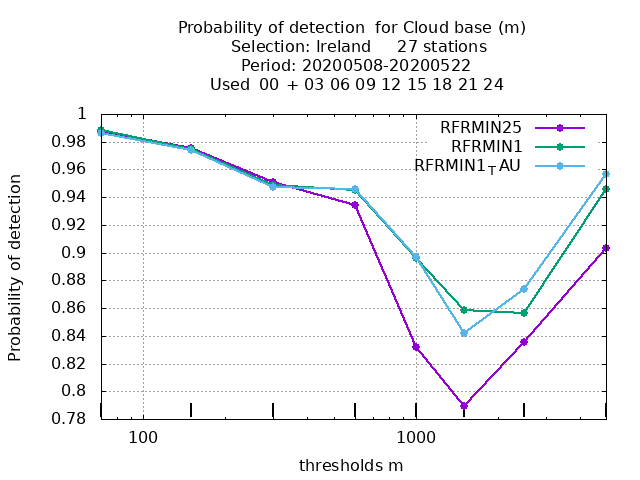 Probability of detection  for Cloud base (m)
Selection: Ireland     27 stations
Period: 20200508-20200522
Used  00 + 03 06 09 12 15 18 21 24
RFRMIN25
RFRMIN1
RFRMIN1TAU
1
0.98
0.96
0.94
0.92
0.9
0.88
0.86
0.84
0.82
0.8
0.78
Probability of detection
100
1000
thresholds m